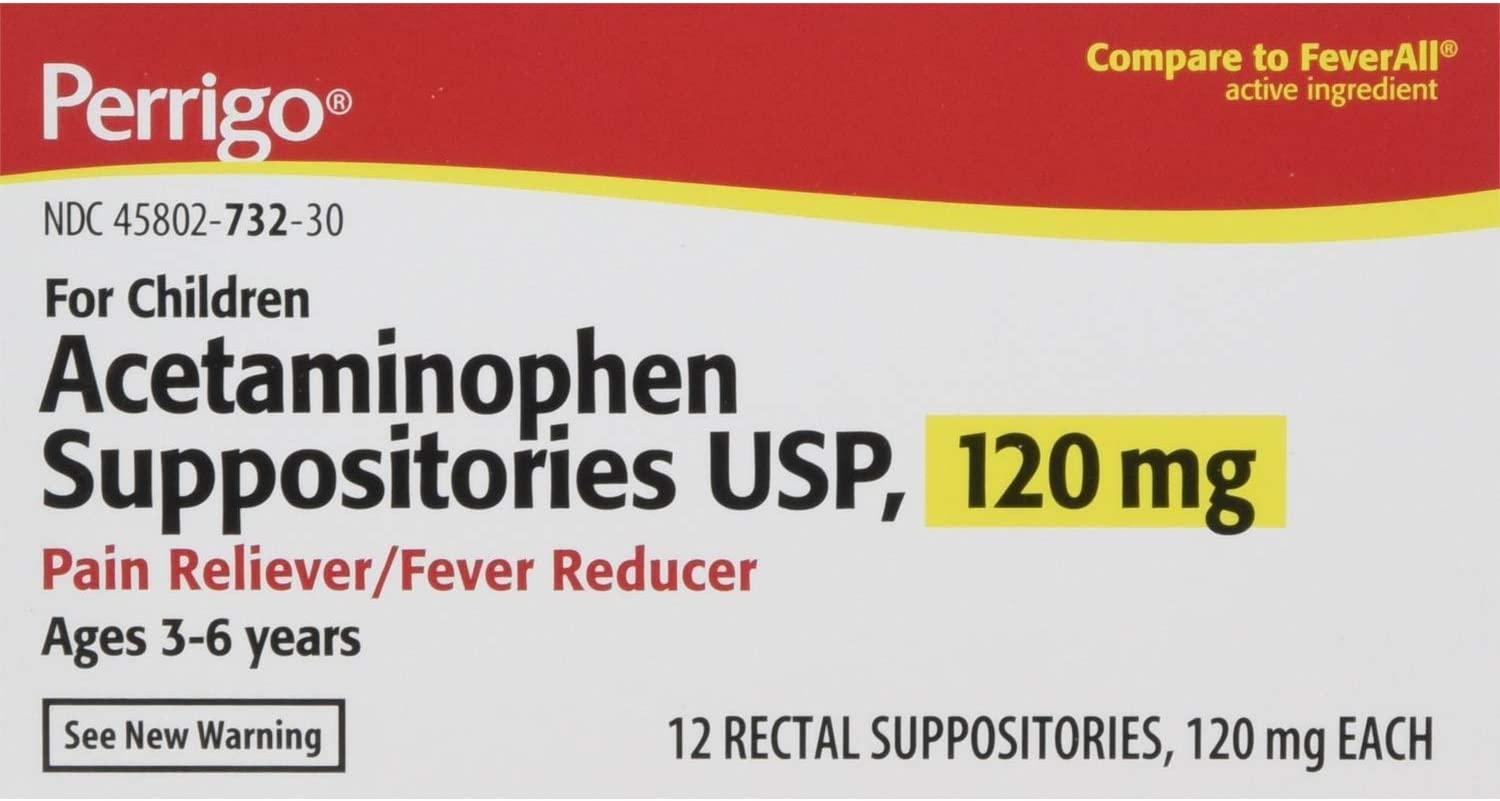 Perrigo®
Compare to FeverAll®
active ingredient
NDC 45802-732-30
For Children
Acetaminophen
Suppositories USP, 120 mg
Pain Reliever/Fever Reducer
Ages 3-6 years
See New Warning
12 RECTAL SUPPOSITORIES, 120 mg EACH